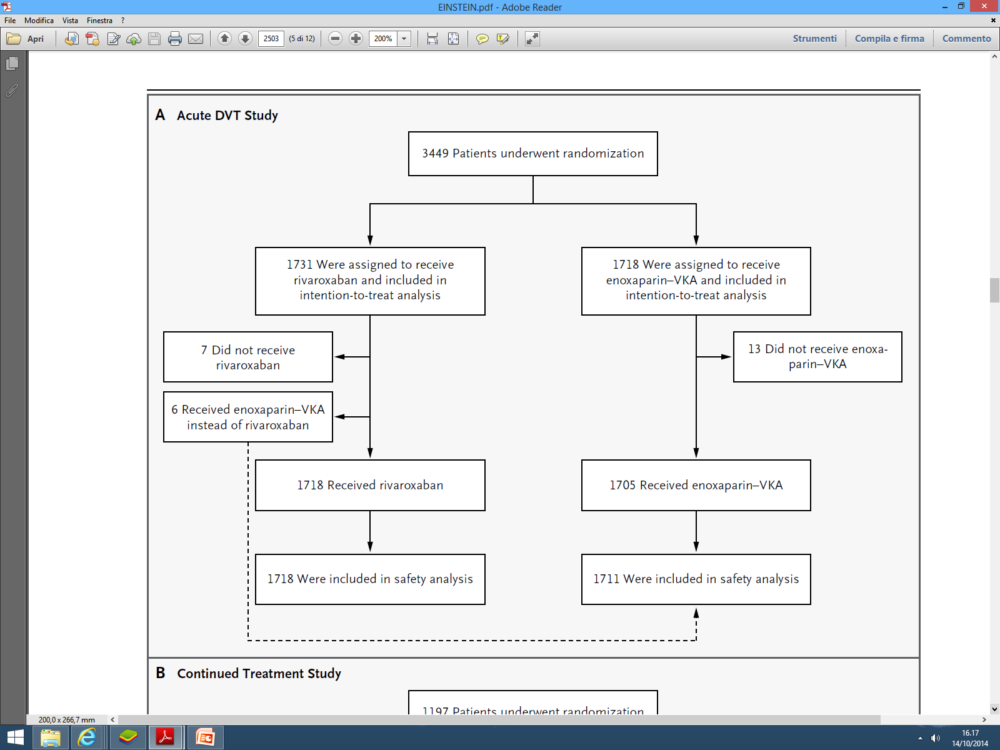 EINSTEIN.pdf - Adobe Reader
File Modifica Vista Finestra ?
Apri 2503 (5 di 12) 200% Strumenti Compila e firma Commento
A Acute DVT Study
3449 Patients underwent randomization
1731 Were assigned to receive
rivaroxaban and included in
intention-to-treat analysis
1718 Were assigned to receive
enoxaparin–VKA and included in
intention-to-treat analysis
7 Did not receive
rivaroxaban
13 Did not receive enoxa-
parin–VKA
6 Received enoxaparin–VKA
instead of rivaroxaban
1718 Received rivaroxaban
1705 Received enoxaparin–VKA
1718 Were included in safety analysis
1711 Were included in safety analysis
B Continued Treatment Study
1197 Patients underwent randomization
200,0 x 266,7 mm
16.17
14/10/2014